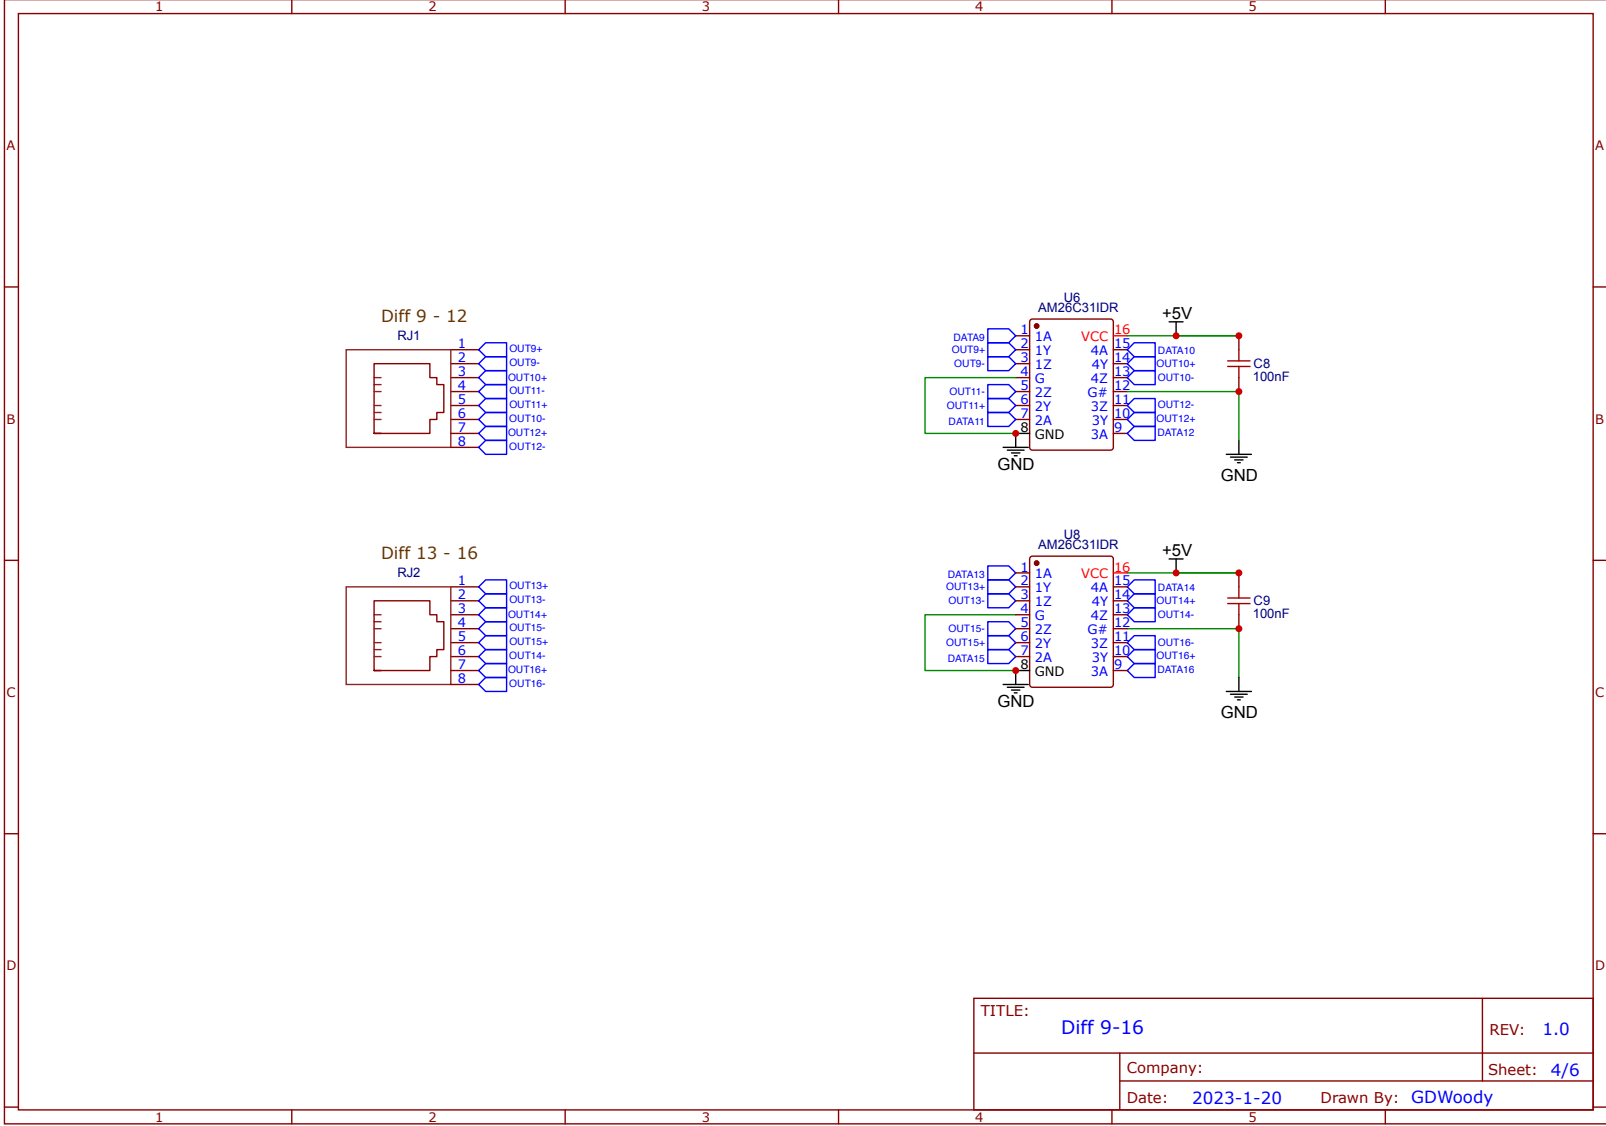 1 2 3 4 5
A A
B B
C C
D D
Diff 9 - 12
RJ1
1 OUT9+
2 OUT9-
3 OUT10+
4 OUT11-
5 OUT11+
6 OUT10-
7 OUT12+
8 OUT12-
U6
AM26C31IDR
DATA9 1 1A
OUT9+ 2 1Y
OUT9- 3 1Z
4 G
OUT11- 5 2Z
OUT11+ 6 2Y
DATA11 7 2A
8 GND
GND
VCC 16
4A 15 DATA10
4Y 14 OUT10+
4Z 13 OUT10-
G# 12
3Z 11 OUT12-
3Y 10 OUT12+
3A 9 DATA12
+5V
C8
100nF
GND
Diff 13 - 16
RJ2
1 OUT13+
2 OUT13-
3 OUT14+
4 OUT15-
5 OUT15+
6 OUT14-
7 OUT16+
8 OUT16-
U8
AM26C31IDR
DATA13 1 1A
OUT13+ 2 1Y
OUT13- 3 1Z
4 G
OUT15- 5 2Z
OUT15+ 6 2Y
DATA15 7 2A
8 GND
GND
VCC 16
4A 15 DATA14
4Y 14 OUT14+
4Z 13 OUT14-
G# 12
3Z 11 OUT16-
3Y 10 OUT16+
3A 9 DATA16
+5V
C9
100nF
GND
TITLE:
Diff 9-16
REV: 1.0
Company:
Sheet: 4/6
Date: 2023-1-20 Drawn By: GDWoody
1 2 3 4 5